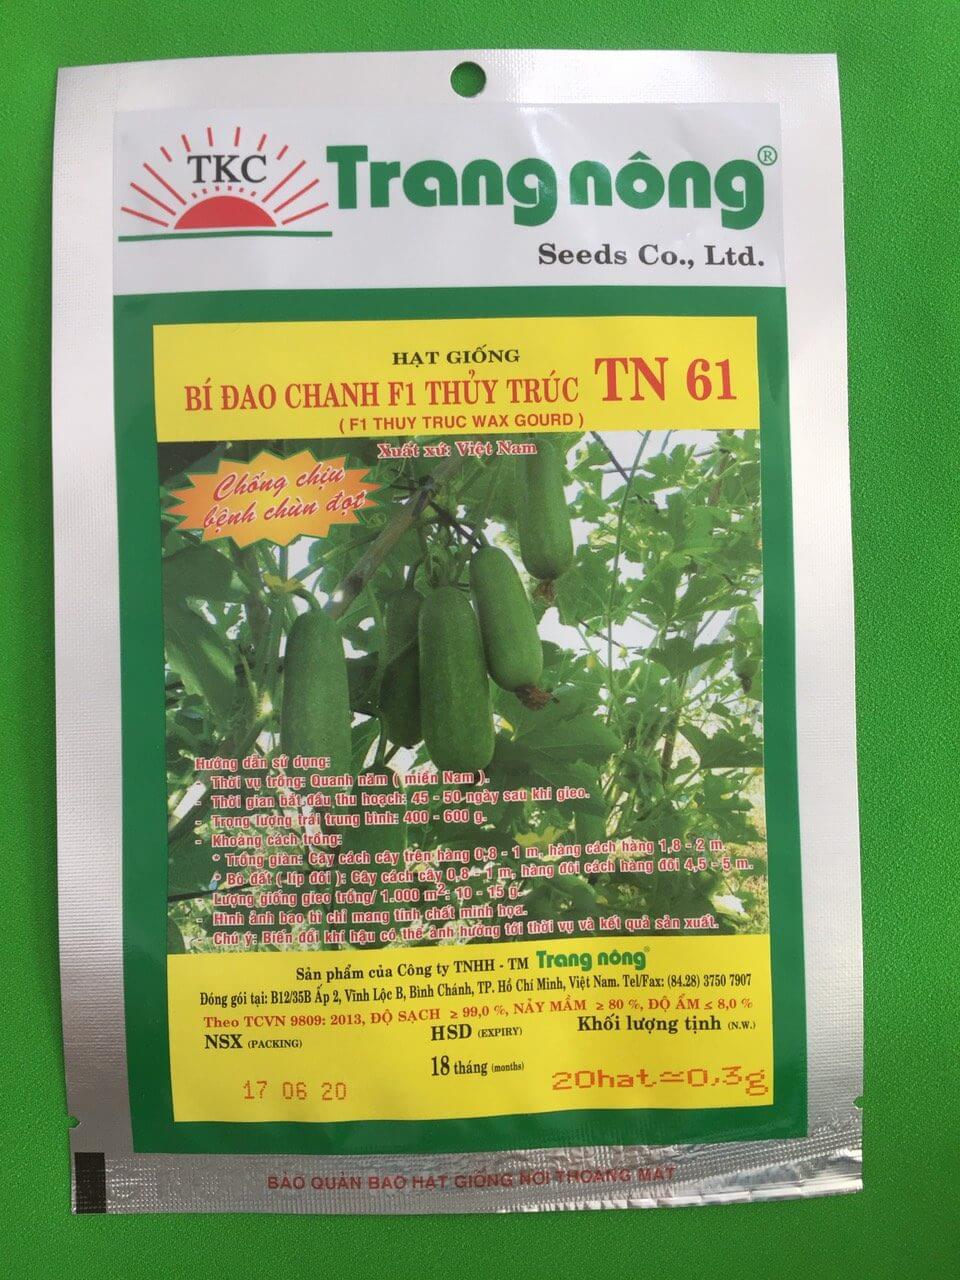 TKC
Trang nông®
Seeds Co., Ltd.
HẠT GIỐNG
BÍ ĐAO CHANH F1 THỦY TRÚC TN 61
( F1 THUY TRUC WAX GOURD )
Xuất xứ: Việt Nam
Chống chịu
bệnh chùn đọt
Hướng dẫn sử dụng:
- Thời vụ trồng: Quanh năm ( miền Nam ).
- Thời gian bắt đầu thu hoạch: 45 - 50 ngày sau khi gieo.
- Trọng lượng trái trung bình: 400 - 600 g.
- Khoảng cách trồng:
* Trồng giàn: Cây cách cây trên hàng 0,8 - 1 m, hàng cách hàng 1,8 - 2 m.
* Bò đất ( líp đôi ): Cây cách cây 0,8 - 1 m, hàng đôi cách hàng đôi 4,5 - 5 m.
- Lượng giống gieo trồng/ 1.000 m²: 10 - 15 g.
- Hình ảnh bao bì chỉ mang tính chất minh họa.
- Chú ý: Biến đổi khí hậu có thể ảnh hưởng tới thời vụ và kết quả sản xuất.
Sản phẩm của Công ty TNHH - TM Trang nông®
Đóng gói tại: B12/35B Ấp 2, Vĩnh Lộc B, Bình Chánh, TP. Hồ Chí Minh, Việt Nam. Tel/Fax: (84.28) 3750 7907
Theo TCVN 9809: 2013, ĐỘ SẠCH ≥ 99,0 %, NẢY MẦM ≥ 80 %, ĐỘ ẨM ≤ 8,0 %
NSX (PACKING) HSD (EXPIRY) Khối lượng tịnh (N.W.)
18 tháng (months)
17 06 20 20hat≃0,3g
BẢO QUẢN BAO HẠT GIỐNG NƠI THOÁNG MÁT